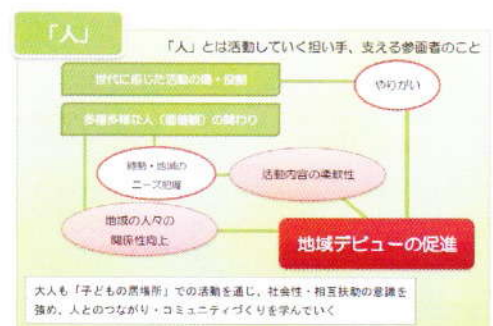 「人」
「人」とは活動していく担い手、支える参画者のこと
世代に応じた活動の場・役割
やりがい
多種多様な人（価値観）の関わり
時勢・地域の
ニーズ把握
活動内容の柔軟性
地域の人々の
関係性向上
地域デビューの促進
大人も「子どもの居場所」での活動を通じ、社会性・相互扶助の意識を
強め、人とのつながり・コミュニティづくりを学んでいく